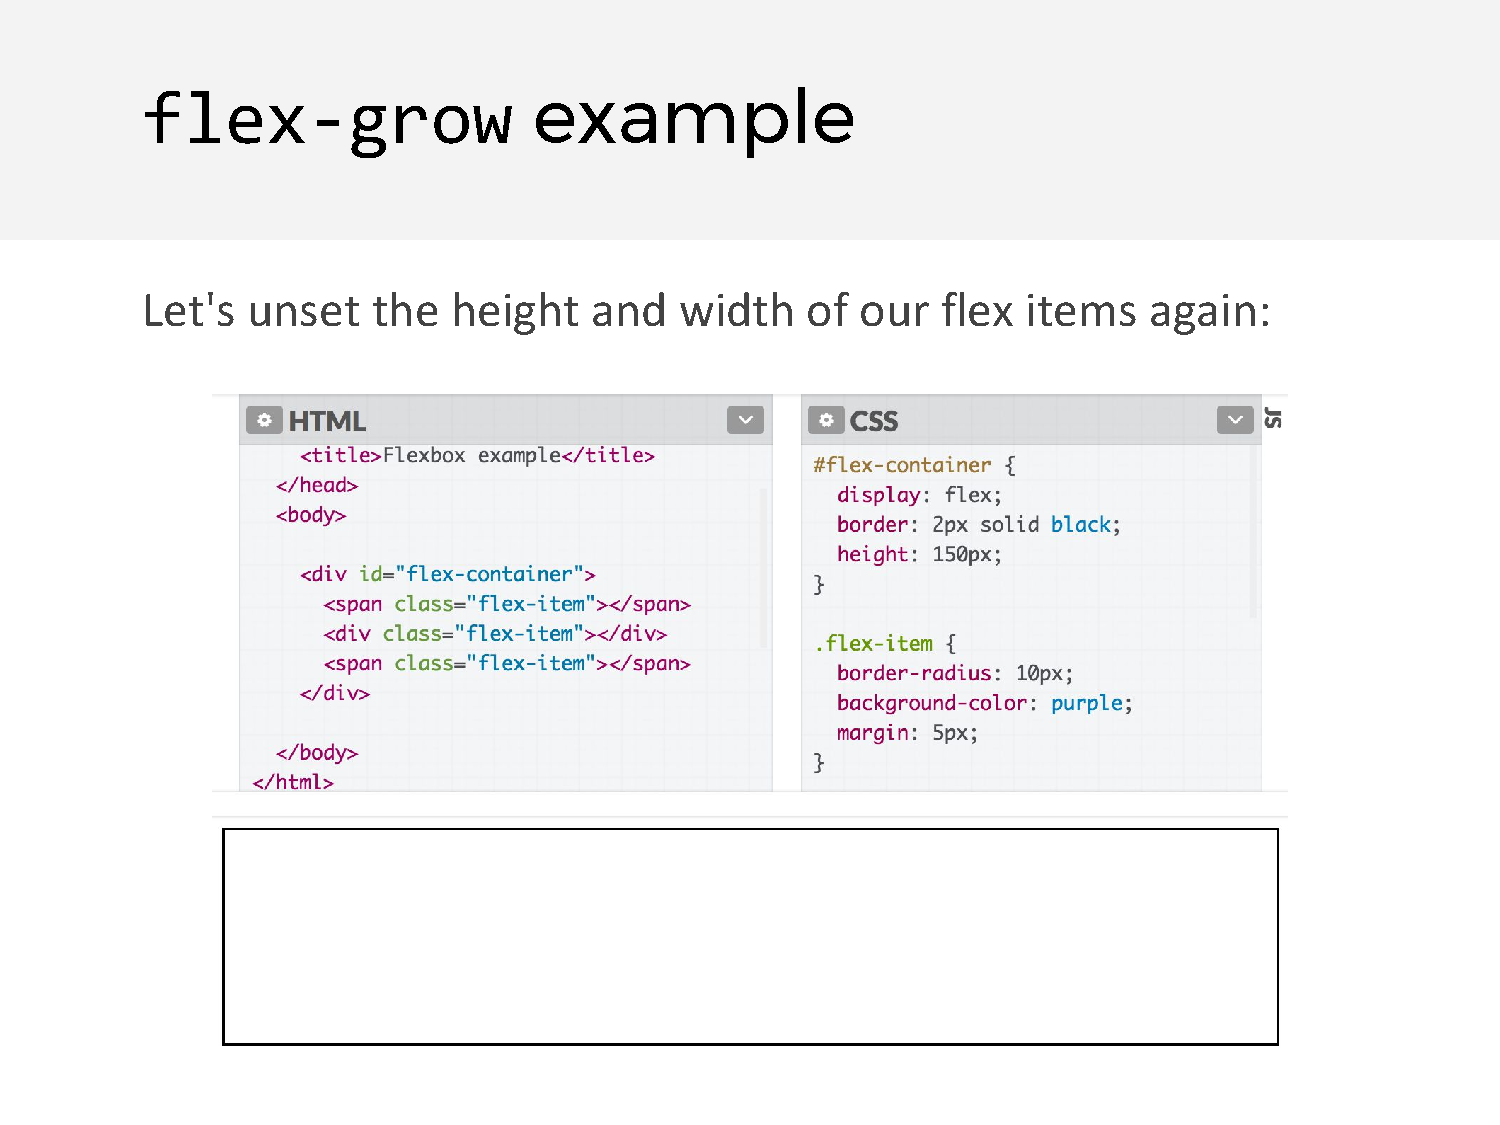 flex-grow example
Let's unset the height and width of our flex items again:
HTML
<title>Flexbox example</title>
</head>
<body>
<div id="flex-container">
<span class="flex-item"></span>
<div class="flex-item"></div>
<span class="flex-item"></span>
</div>
</body>
</html>
CSS
#flex-container {
display: flex;
border: 2px solid black;
height: 150px;
}
.flex-item {
border-radius: 10px;
background-color: purple;
margin: 5px;
}
JS